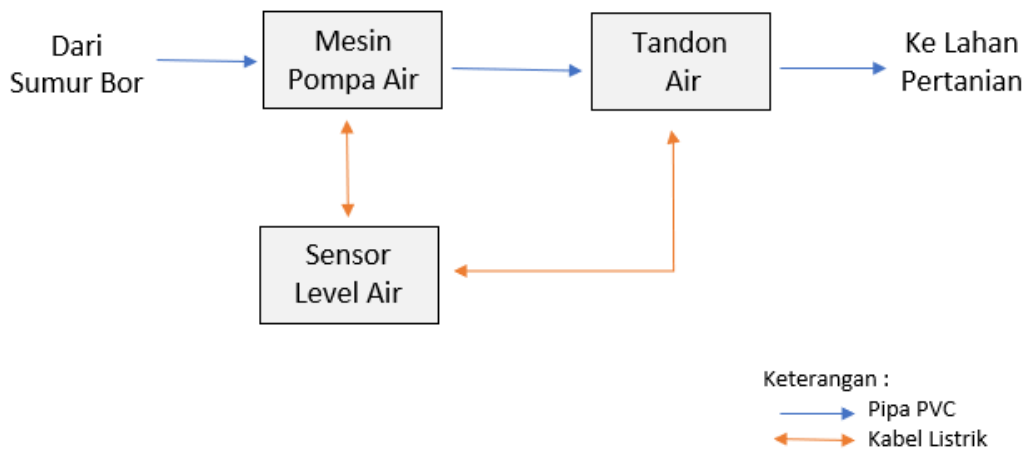 Dari
Sumur Bor
Mesin
Pompa Air
Tandon
Air
Ke Lahan
Pertanian
Sensor
Level Air
Keterangan :
Pipa PVC
Kabel Listrik